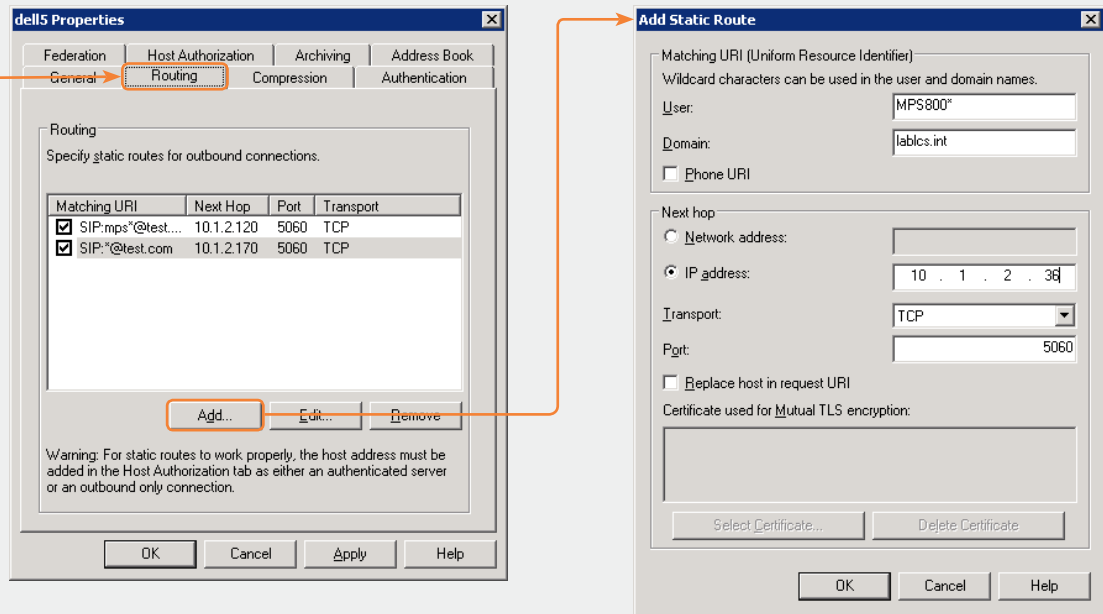 dell5 Properties
Federation
Host Authorization
Archiving
Address Book
General
Routing
Compression
Authentication
Routing
Specify static routes for outbound connections.
Matching URI Next Hop Port Transport
SIP:mps*@test.... 10.1.2.120 5060 TCP
SIP:*@test.com 10.1.2.170 5060 TCP
Add... Edit... Remove
Warning: For static routes to work properly, the host address must be
added in the Host Authorization tab as either an authenticated server
or an outbound only connection.
OK Cancel Apply Help
Add Static Route
Matching URI (Uniform Resource Identifier)
Wildcard characters can be used in the user and domain names.
User: MPS800*
Domain: lablcs.int
Phone URI
Next hop
Network address:
IP address: 10 . 1 . 2 . 36
Transport: TCP
Port: 5060
Replace host in request URI
Certificate used for Mutual TLS encryption:
Select Certificate... Delete Certificate
OK Cancel Help